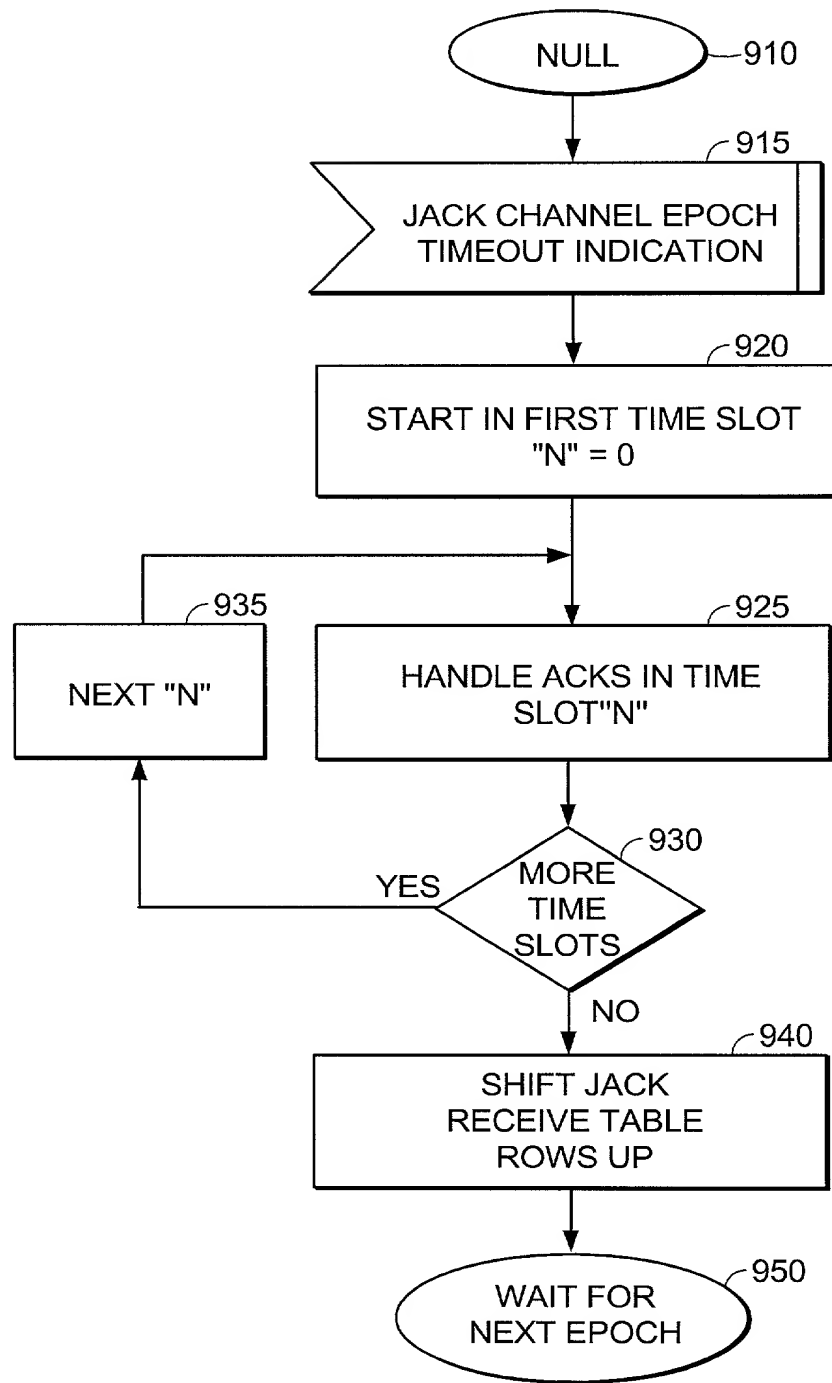 NULL
910
915
JACK CHANNEL EPOCH
TIMEOUT INDICATION
920
START IN FIRST TIME SLOT
"N" = 0
935
NEXT "N"
925
HANDLE ACKS IN TIME
SLOT"N"
930
MORE
TIME
SLOTS
YES
NO
940
SHIFT JACK
RECEIVE TABLE
ROWS UP
950
WAIT FOR
NEXT EPOCH